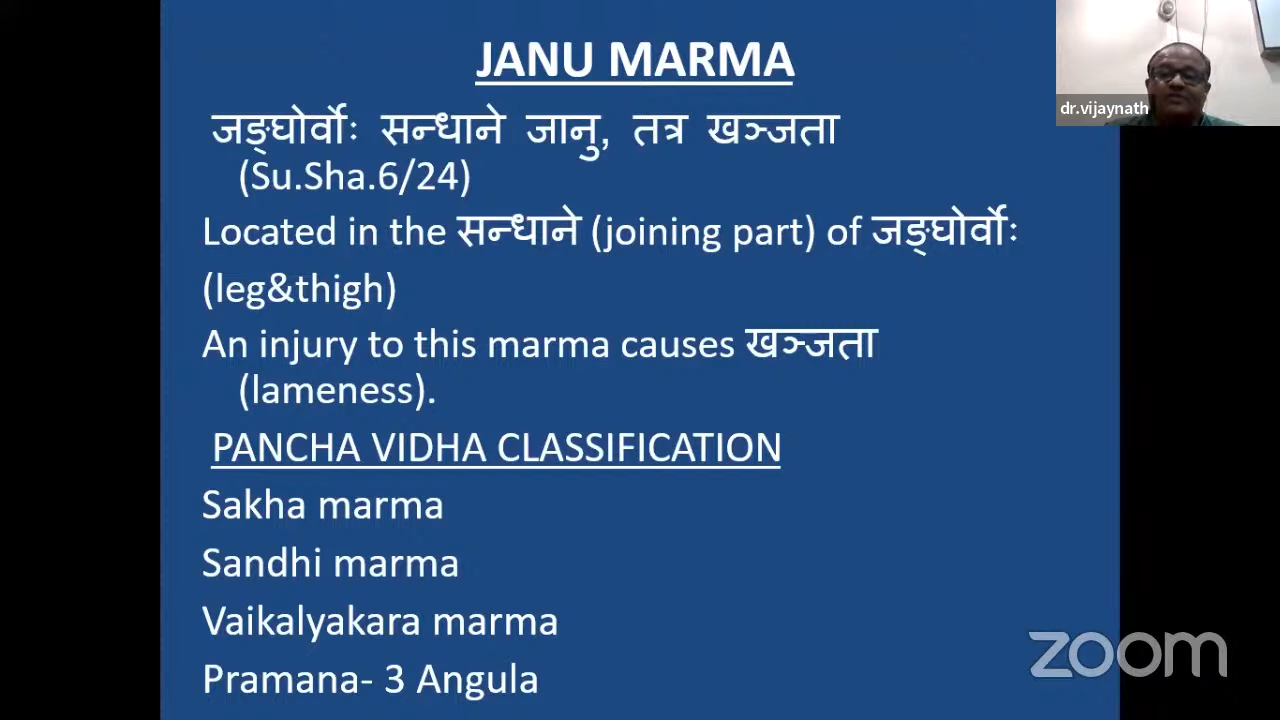 JANU MARMA
जङ्घोर्वोः सन्धाने जानु, तत्र खञ्जता
(Su.Sha.6/24)
Located in the सन्धाने (joining part) of जङ्घोर्वोः
(leg&thigh)
An injury to this marma causes खञ्जता
(lameness).
PANCHA VIDHA CLASSIFICATION
Sakha marma
Sandhi marma
Vaikalyakara marma
Pramana- 3 Angula
dr.vijaynath
zoom